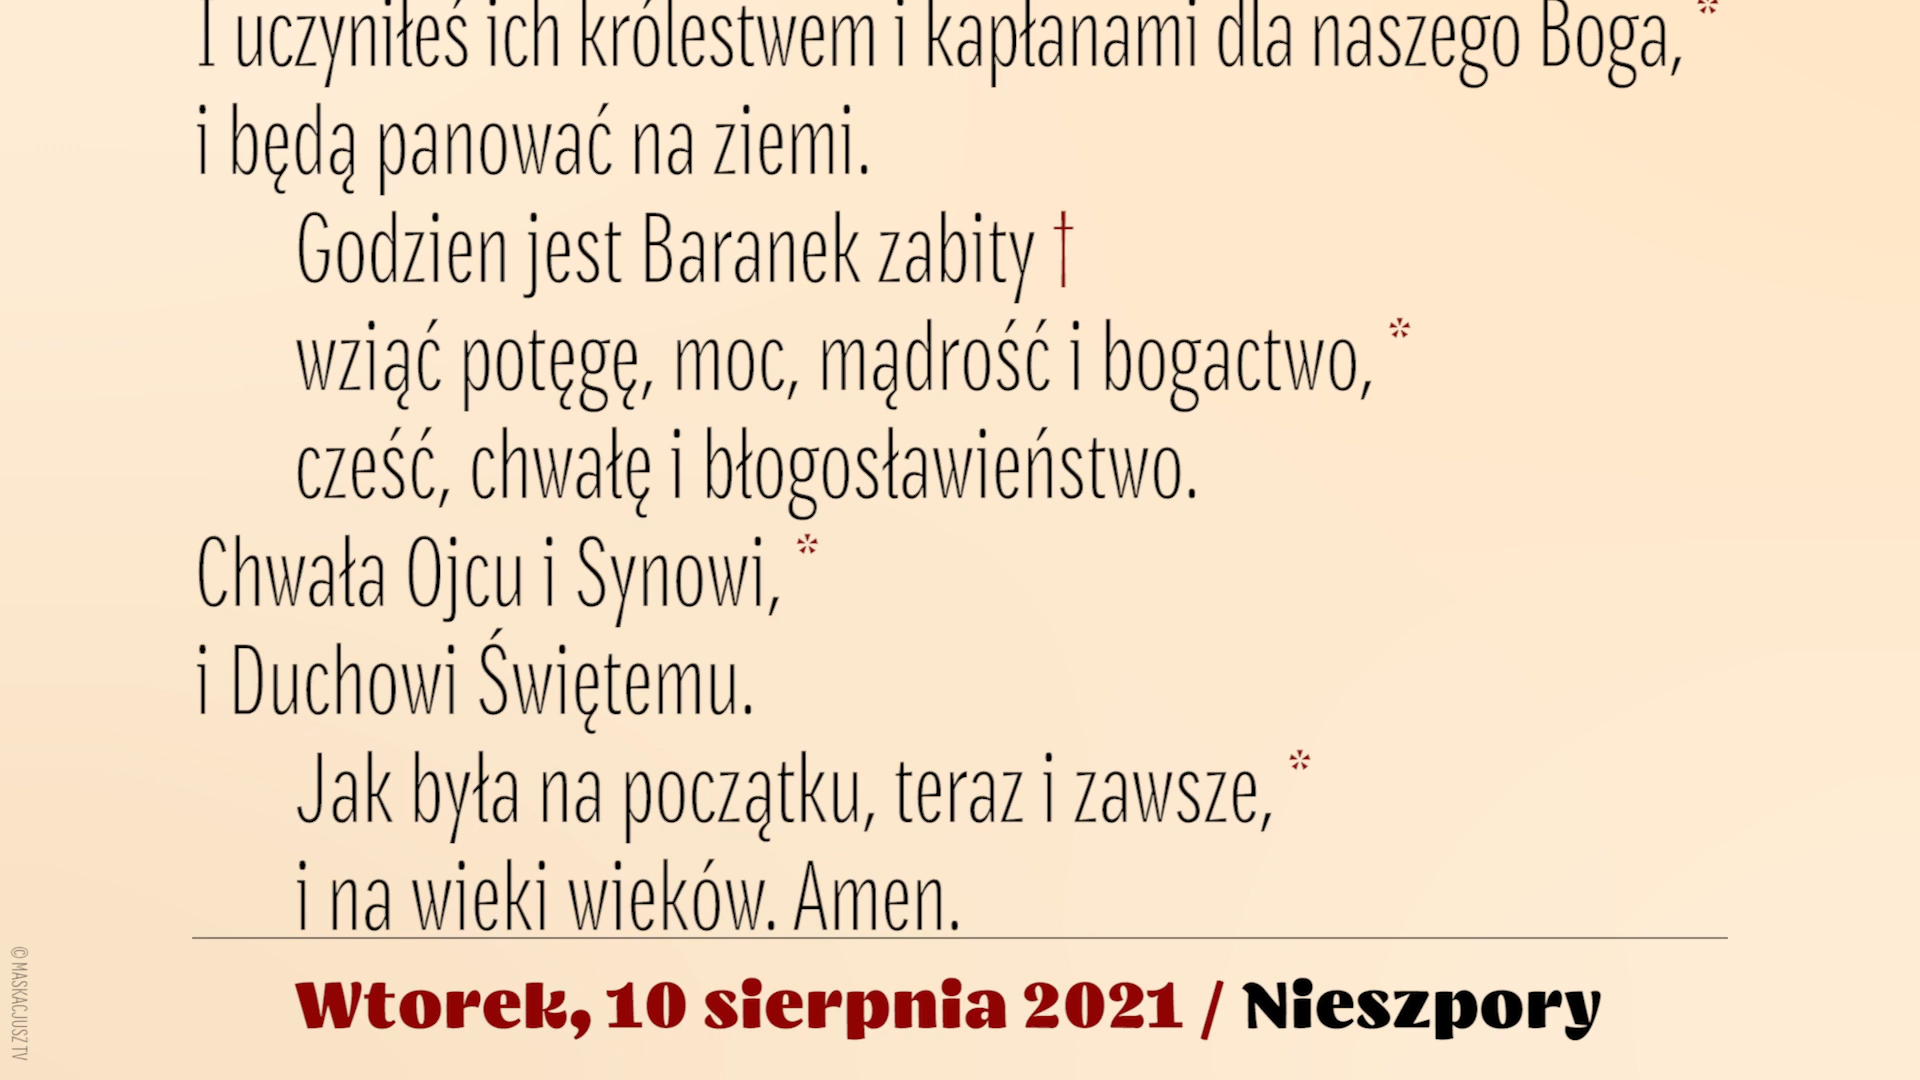 I uczyniłeś ich królestwem i kapłanami dla naszego Boga, *
i będą panować na ziemi.
Godzien jest Baranek zabity †
wziąć potęgę, moc, mądrość i bogactwo, *
cześć, chwałę i błogosławieństwo.
Chwała Ojcu i Synowi, *
i Duchowi Świętemu.
Jak była na początku, teraz i zawsze, *
i na wieki wieków. Amen.
Wtorek, 10 sierpnia 2021 / Nieszpory
© MASKACJUSZ TV